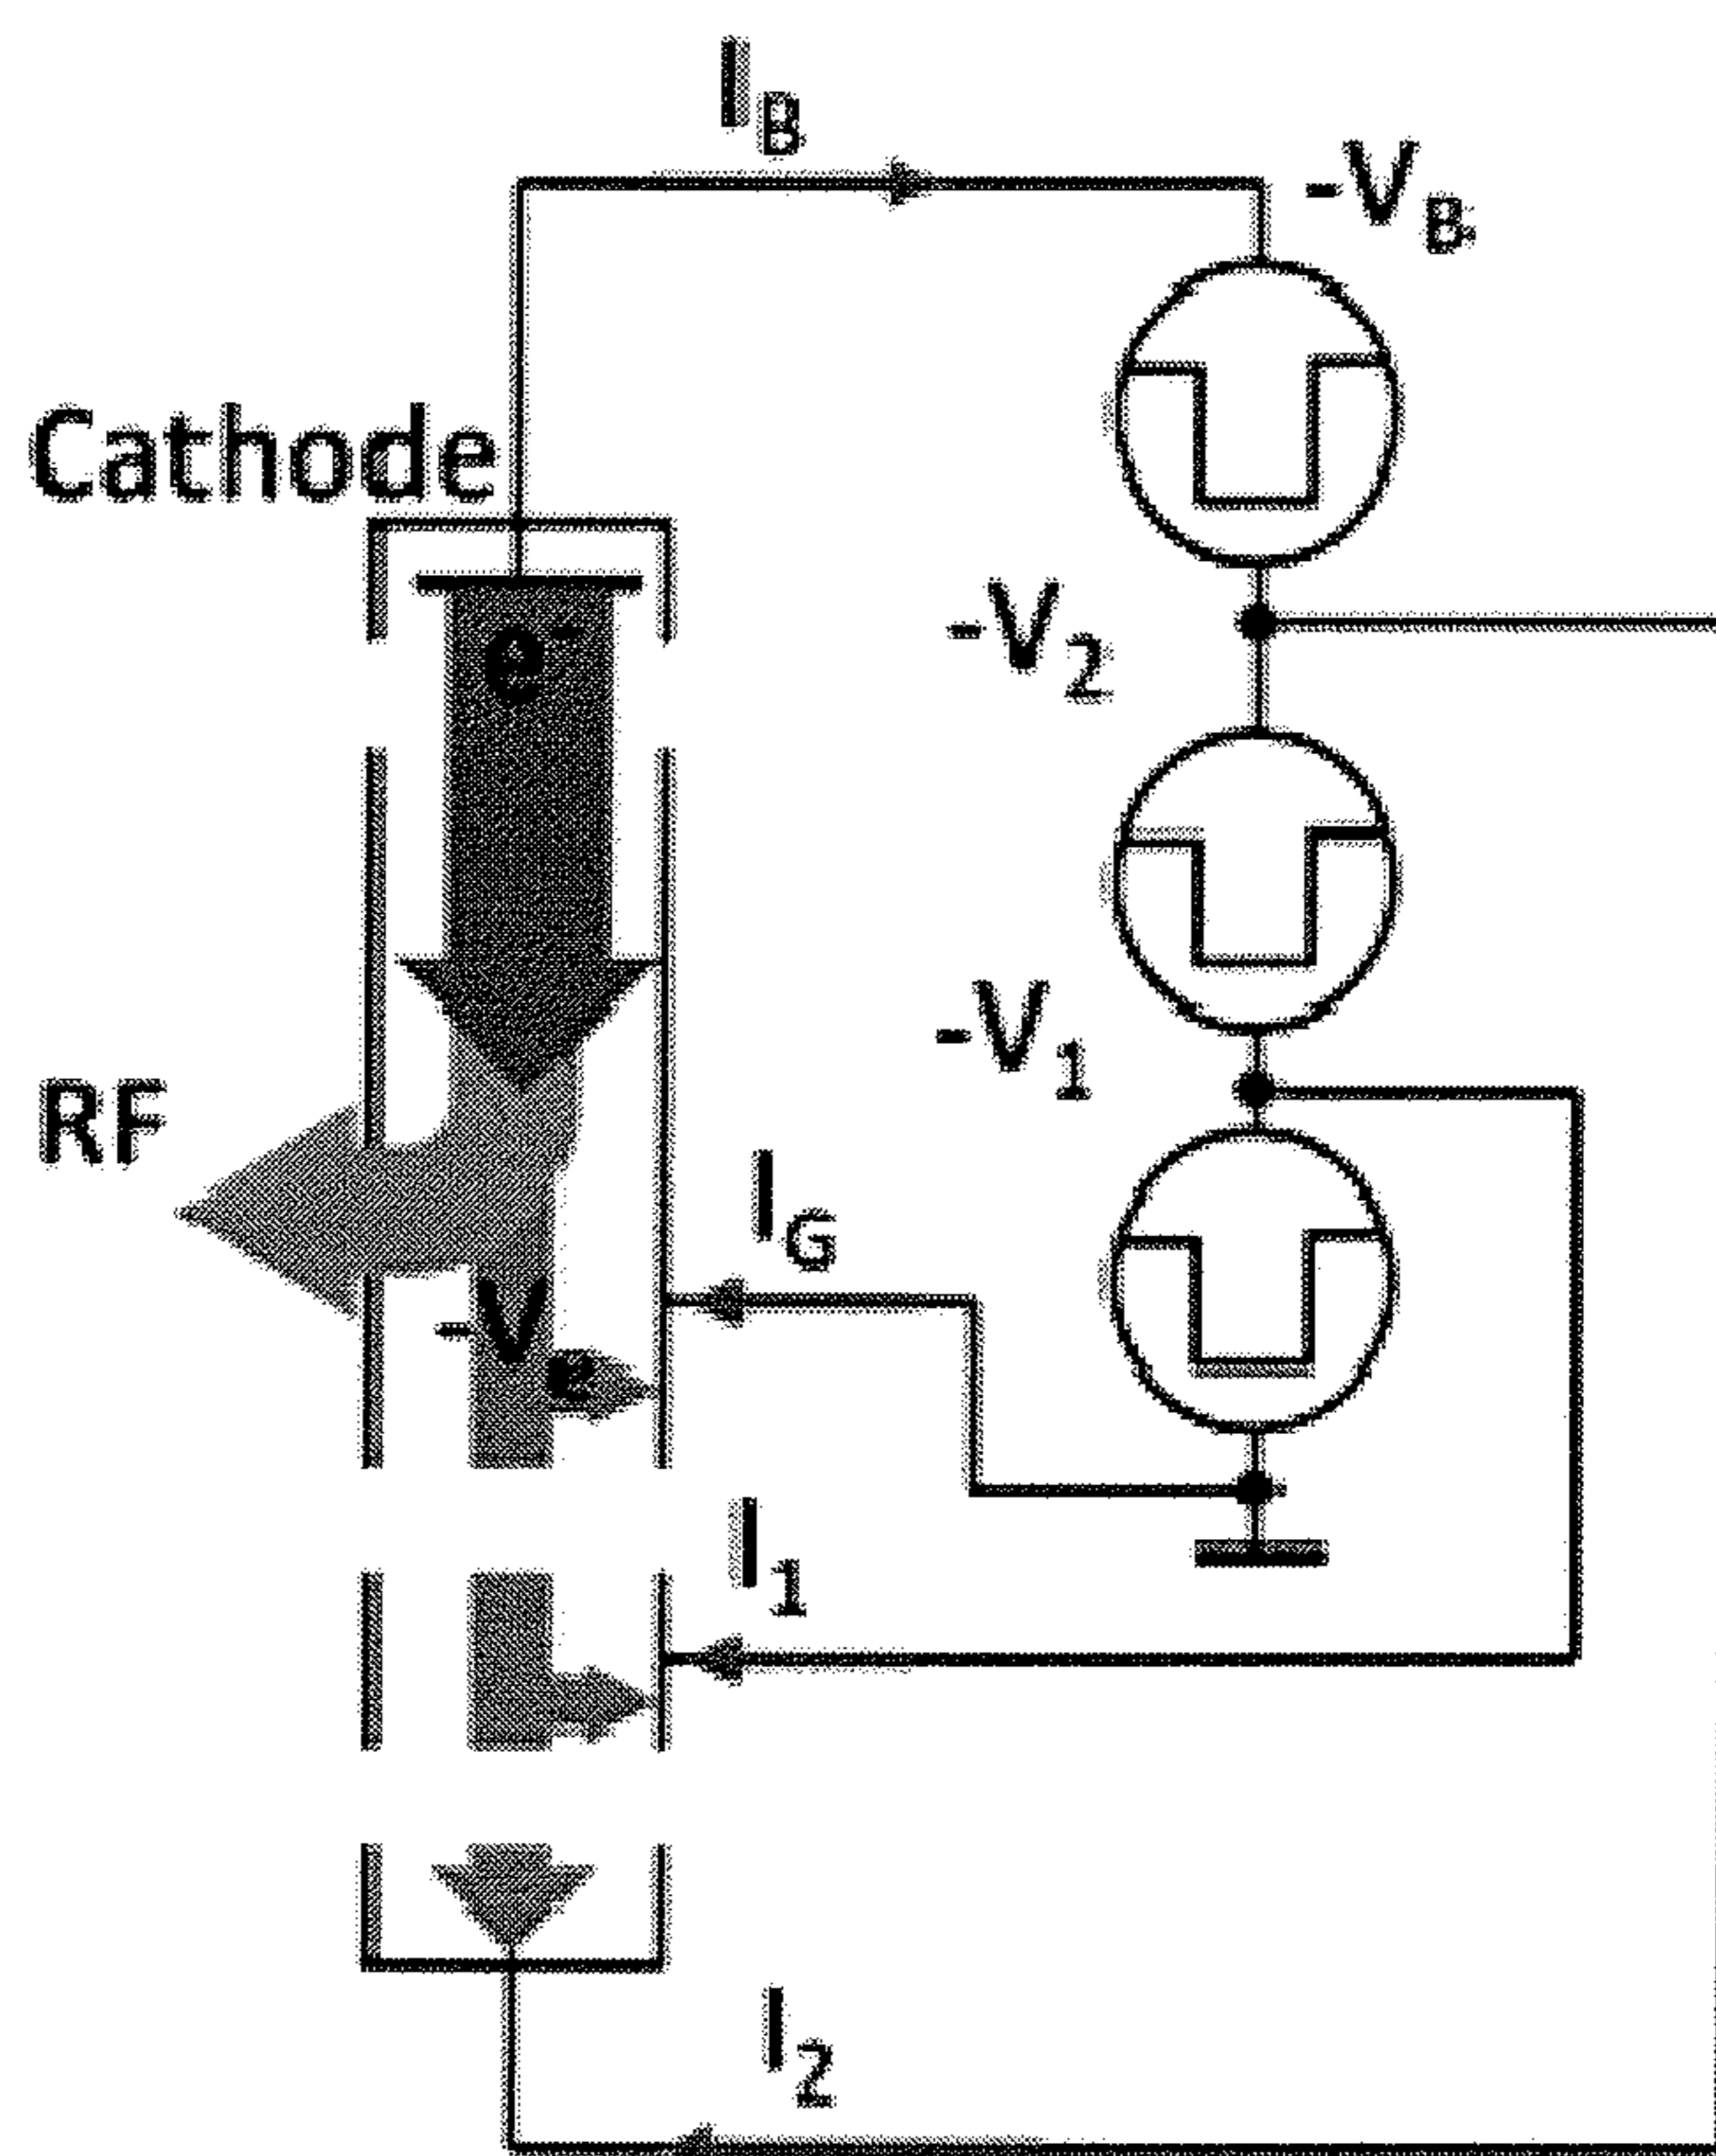 I_B
-V_B
Cathode
e^-
-V_2
-V_1
RF
I_G
-V_e
I_1
I_2